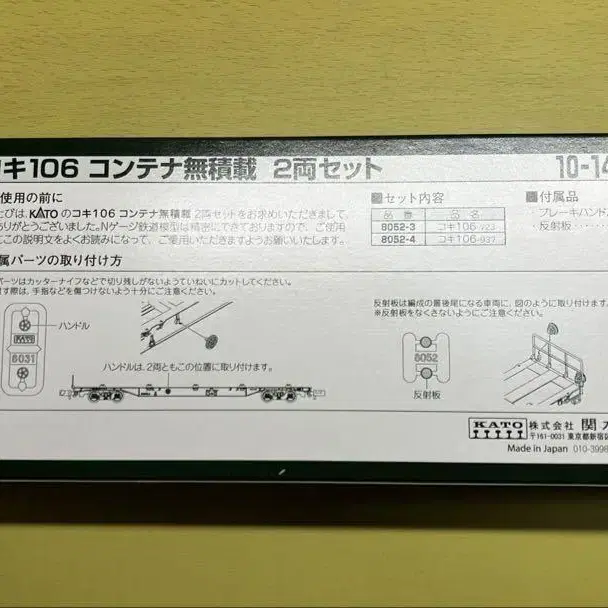 キ106 コンテナ無積載 2両セット
10-14
使用の前に
びは、KATOのコキ106 コンテナ無積載 2両セットをお求めいただきまして、
ありがとうございました。Nゲージ鉄道模型は精密にできておりますので、ご使用
にこの説明文をよくお読みになって、ご使用いただきますようお願いいたします。
■セット内容
品番 品名
8052-3 コキ106
8052-4 コキ106-937
■付属品
・ブレーキハンド
・反射板・・・・・
属パーツの取り付け方
パーツはカッターナイフなどで切り残しがないようていねいにカットしてください。
す際は、手指などを傷つけないよう十分にご注意ください。
ハンドル
KATO
6031
ハンドルは、2両ともこの位置に取り付けます。
反射板は編成の最後尾になる車両に、図のように取り付けます
※反射板をなくさないようにご注意ください。
8052
反射板
KATO 株式会社 関
〒161-0031 東京都新宿区
Made in Japan 010-3998